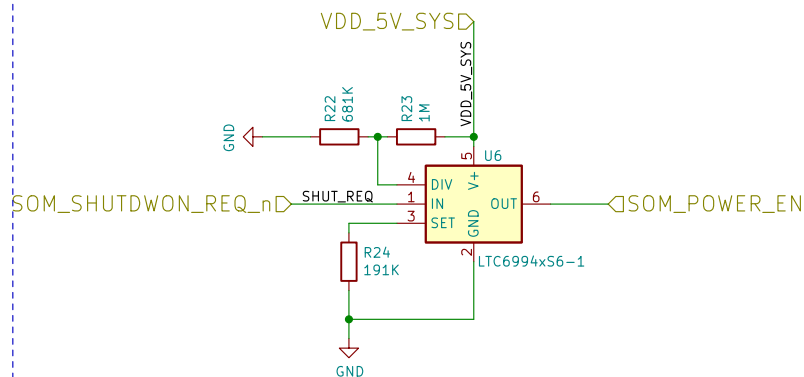 VDD_5V_SYS
VDD_5V_SYS
R22
681K
R23
1M
GND
5
U6
4
DIV
V+
SOM_SHUTDWON_REQ_n
SHUT_REQ
1
IN
OUT
6
SOM_POWER_EN
3
SET
GND
R24
191K
2
LTC6994xS6-1
GND